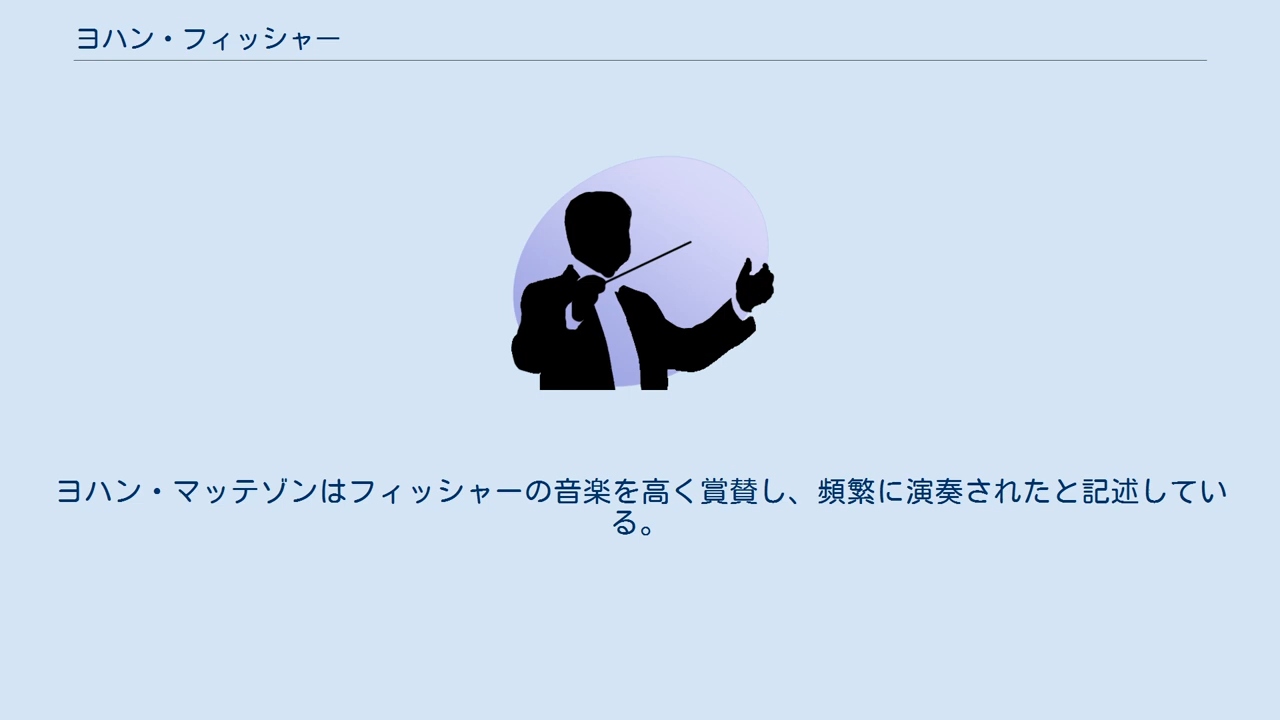 ヨハン・フィッシャー
ヨハン・マッテゾンはフィッシャーの音楽を高く賞賛し、頻繁に演奏されたと記述してい
る。